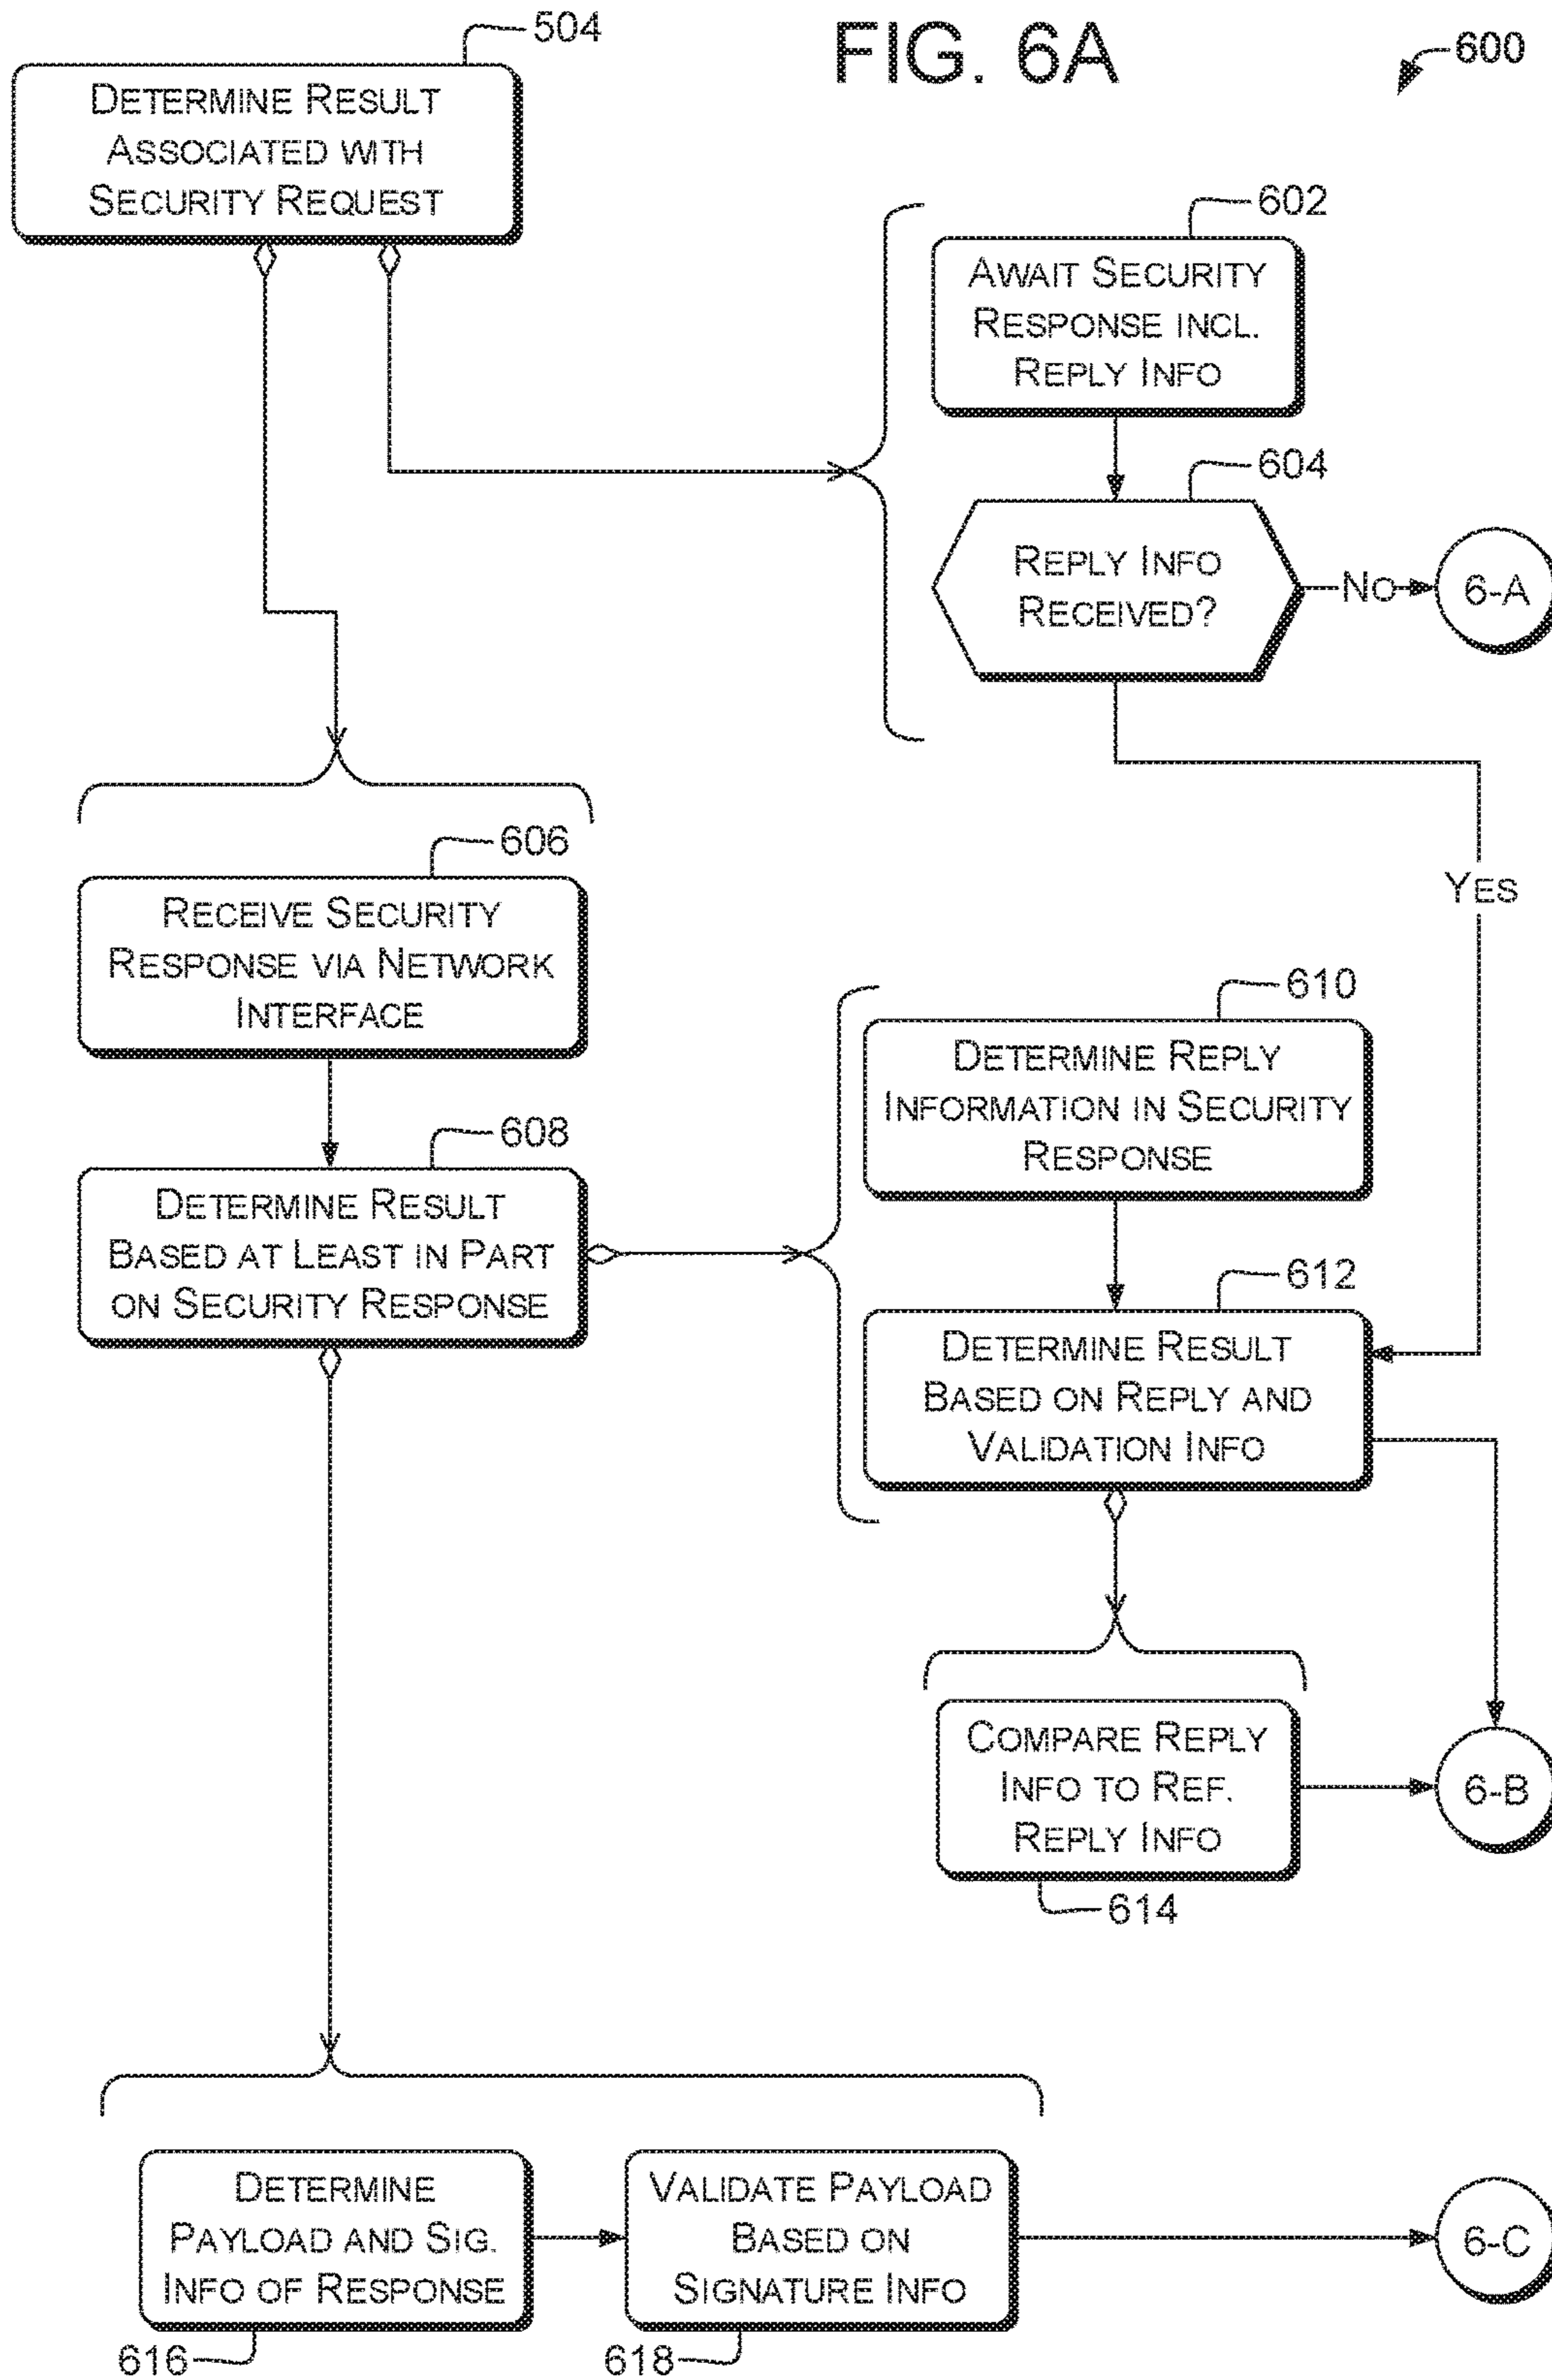 FIG. 6A
600
504
DETERMINE RESULT
ASSOCIATED WITH
SECURITY REQUEST
602
AWAIT SECURITY
RESPONSE INCL.
REPLY INFO
604
REPLY INFO
RECEIVED?
NO
6-A
YES
606
RECEIVE SECURITY
RESPONSE VIA NETWORK
INTERFACE
608
DETERMINE RESULT
BASED AT LEAST IN PART
ON SECURITY RESPONSE
610
DETERMINE REPLY
INFORMATION IN SECURITY
RESPONSE
612
DETERMINE RESULT
BASED ON REPLY AND
VALIDATION INFO
COMPARE REPLY
INFO TO REF.
REPLY INFO
614
6-B
DETERMINE
PAYLOAD AND SIG.
INFO OF RESPONSE
616
VALIDATE PAYLOAD
BASED ON
SIGNATURE INFO
618
6-C